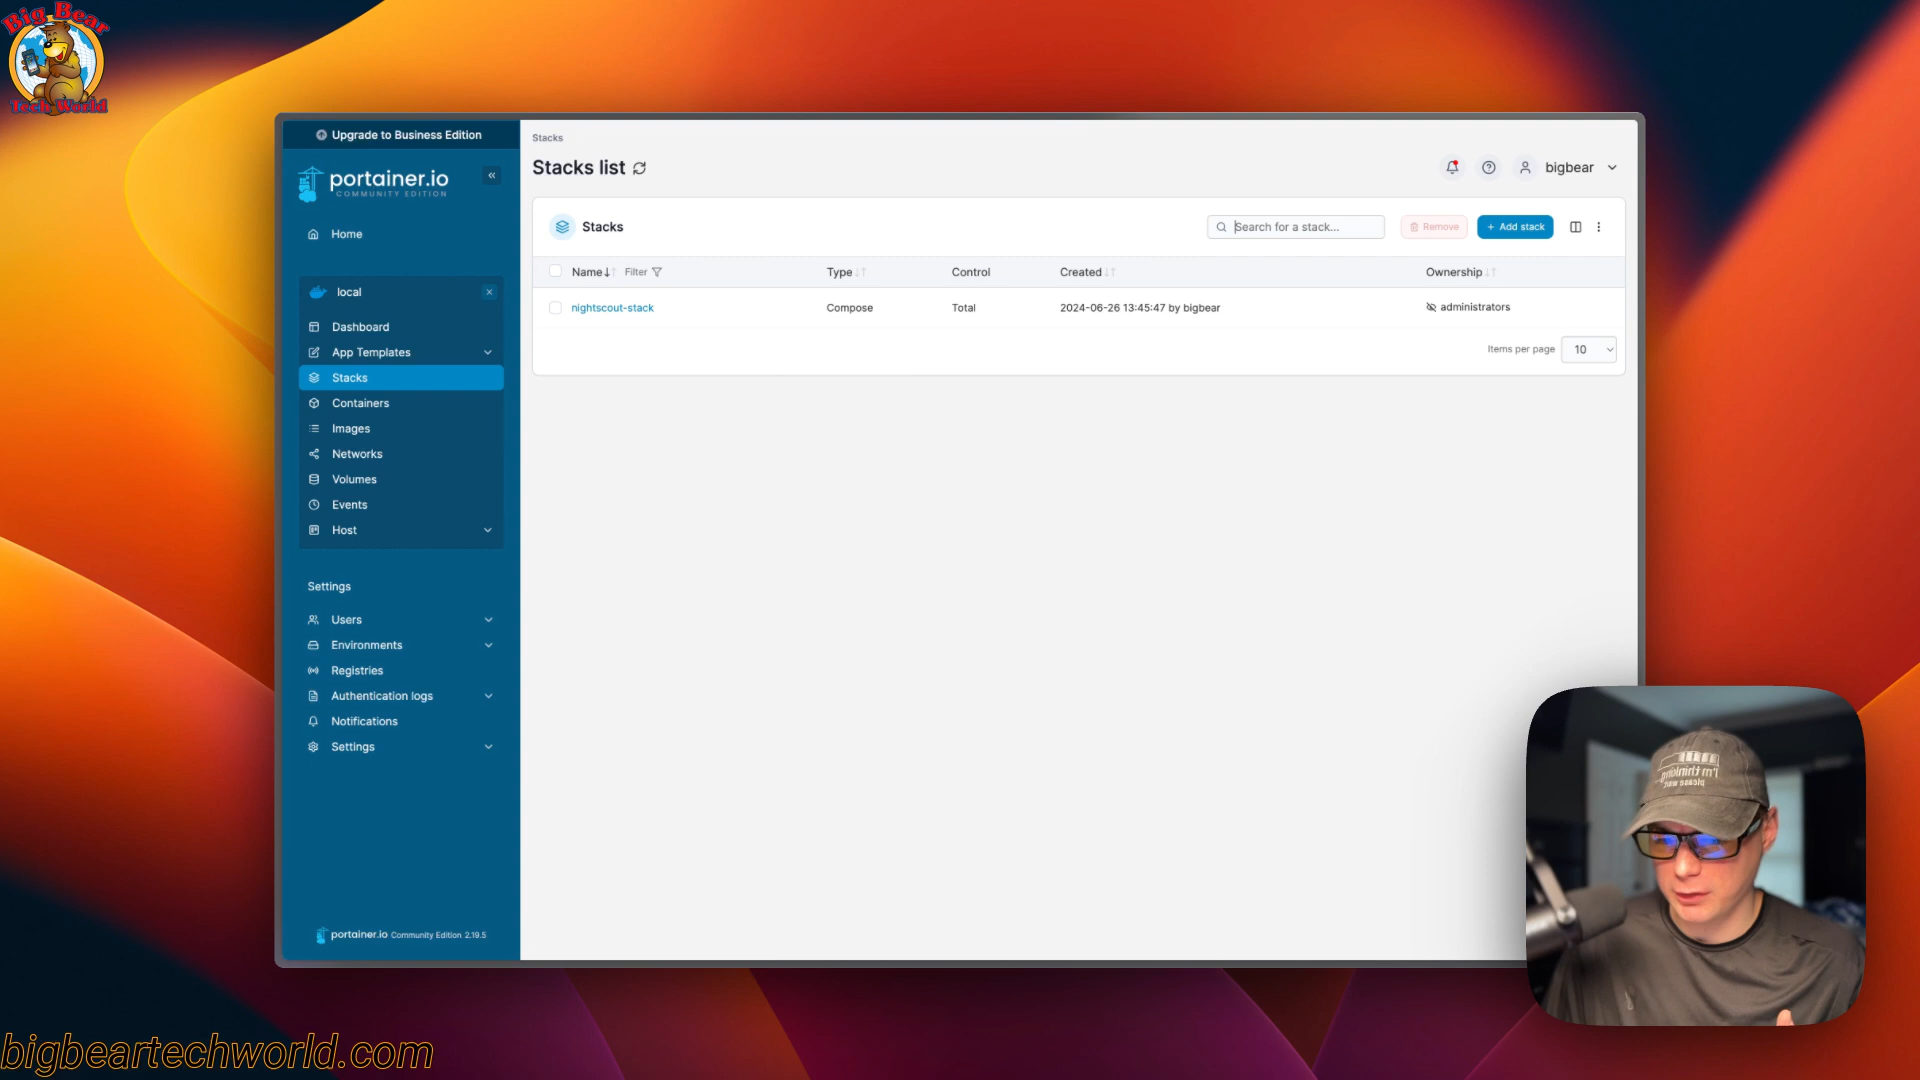 Big Bear
Tech World
Upgrade to Business Edition
portainer.io
COMMUNITY EDITION
Home
local
Dashboard
App Templates
Stacks
Containers
Images
Networks
Volumes
Events
Host
Settings
Users
Environments
Registries
Authentication logs
Notifications
Settings
portainer.io Community Edition 2.19.5
Stacks
Stacks list
bigbear
Stacks
Search for a stack...
Remove
+ Add stack
Name Filter Type Control Created Ownership
nightscout-stack Compose Total 2024-06-26 13:45:47 by bigbear administrators
Items per page 10
I'm thinking
please wait
bigbeartechworld.com